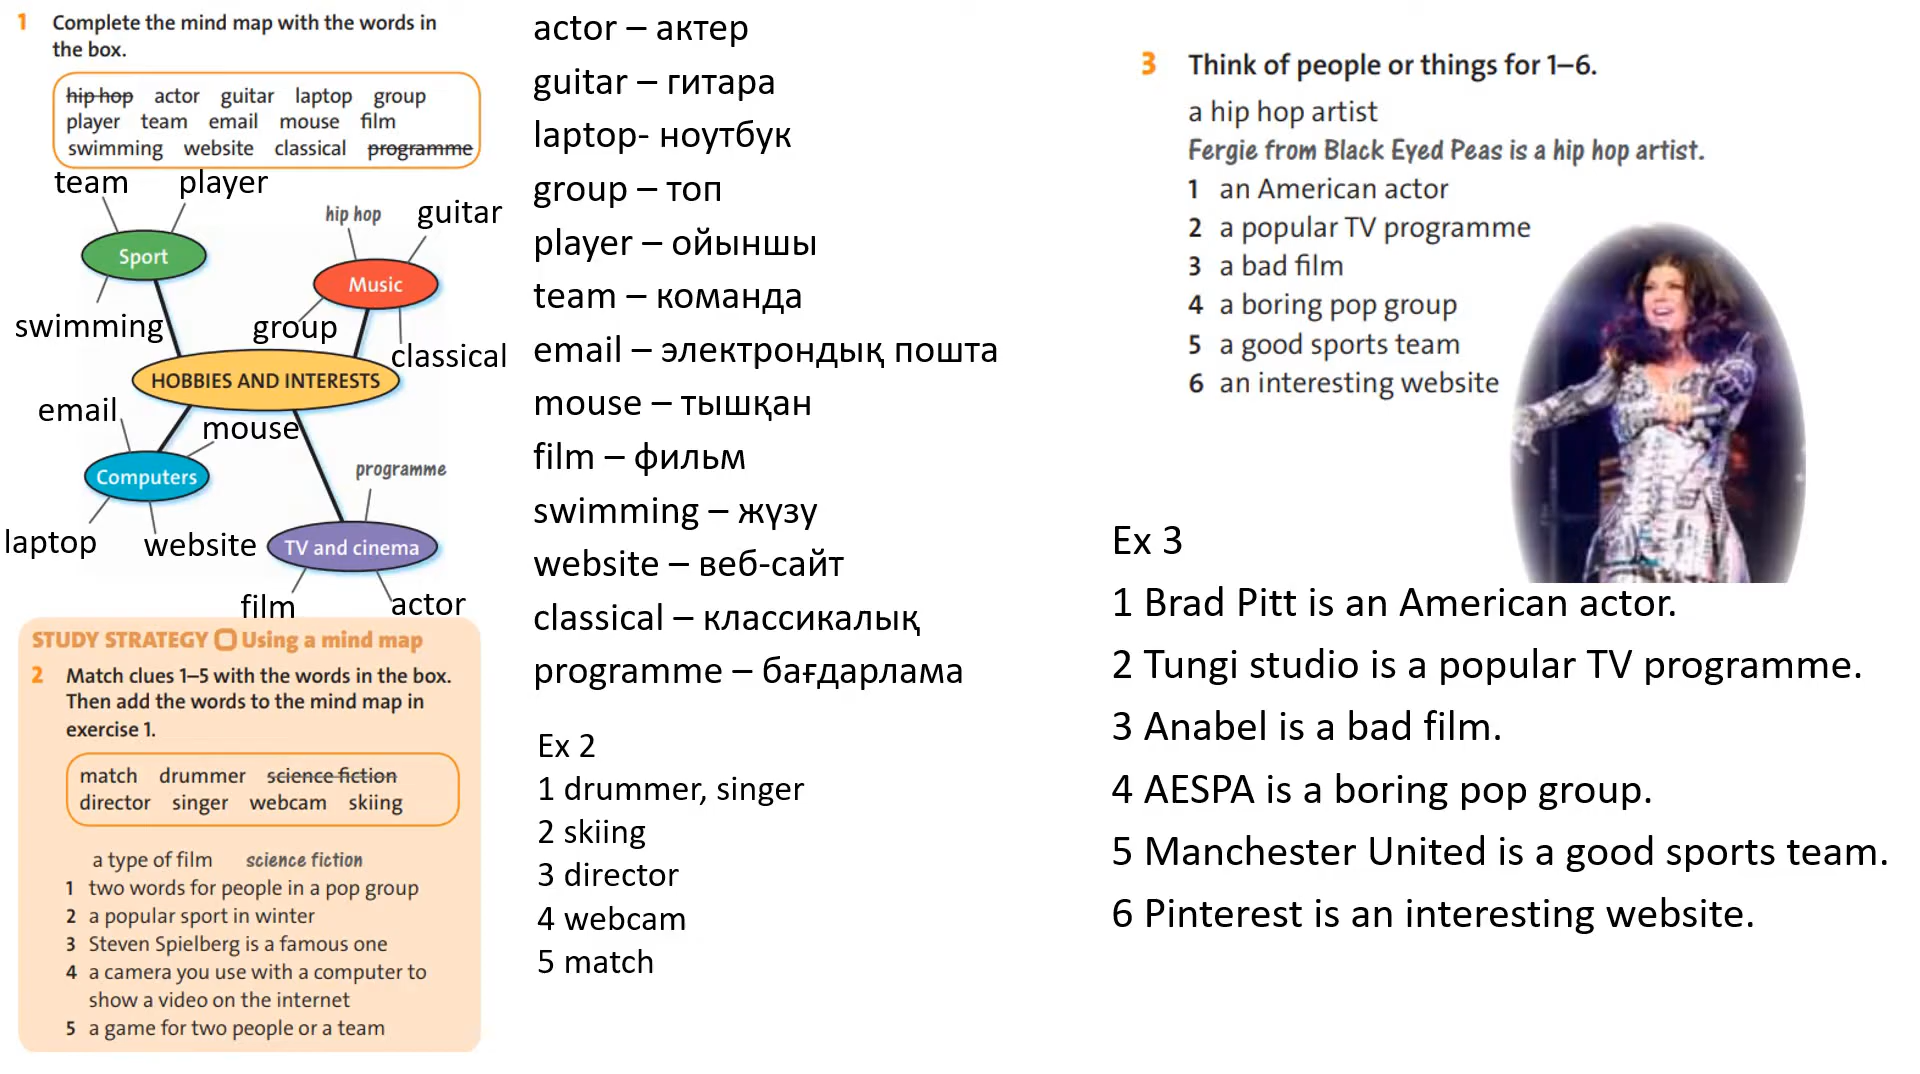 1 Complete the mind map with the words in
the box.
hip hop actor guitar laptop group
player team email mouse film
swimming website classical programme
team player
hip hop guitar
Sport
Music
swimming group
classical
HOBBIES AND INTERESTS
email
mouse
Computers
programme
laptop website
TV and cinema
film actor
STUDY STRATEGY Using a mind map
2 Match clues 1–5 with the words in the box.
Then add the words to the mind map in
exercise 1.
match drummer science fiction
director singer webcam skiing
a type of film science fiction
1 two words for people in a pop group
2 a popular sport in winter
3 Steven Spielberg is a famous one
4 a camera you use with a computer to
show a video on the internet
5 a game for two people or a team
actor – актер
guitar – гитара
laptop- ноутбук
group – топ
player – ойыншы
team – команда
email – электрондық пошта
mouse – тышқан
film – фильм
swimming – жүзу
website – веб-сайт
classical – классикалық
programme – бағдарлама
Ex 2
1 drummer, singer
2 skiing
3 director
4 webcam
5 match
3 Think of people or things for 1–6.
a hip hop artist
Fergie from Black Eyed Peas is a hip hop artist.
1 an American actor
2 a popular TV programme
3 a bad film
4 a boring pop group
5 a good sports team
6 an interesting website
Ex 3
1 Brad Pitt is an American actor.
2 Tungi studio is a popular TV programme.
3 Anabel is a bad film.
4 AESPA is a boring pop group.
5 Manchester United is a good sports team.
6 Pinterest is an interesting website.